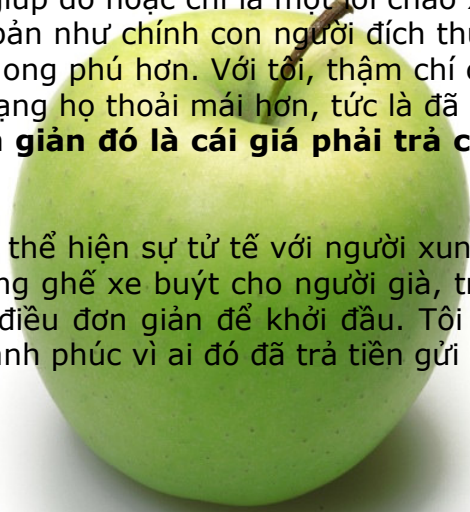 giúp đỡ hoặc chỉ là một lời chào
bản như chính con người đích
ong phú hơn. Với tôi, thậm chí
ạng họ thoải mái hơn, tức là đã
giản đó là cái giá phải trả c
thể hiện sự tử tế với người xun
ng ghế xe buýt cho người già, tr
điều đơn giản để khởi đầu. Tôi
ạnh phúc vì ai đó đã trả tiền gửi